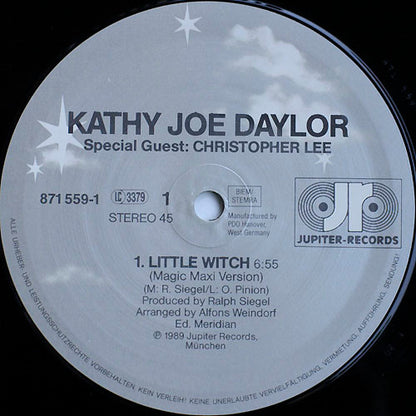 KATHY JOE DAYLOR
Special Guest: CHRISTOPHER LEE
871 559-1
LC 3379
1
STEREO 45
BIEM/
STEMRA
Manufactured by
PDO Hanover,
West Germany
jr
JUPITER-RECORDS
1. LITTLE WITCH 6:55
(Magic Maxi Version)
(M. R. Siegel/L: O. Pinion)
Produced by Ralph Siegel
Arranged by Alfons Weindorf
Ed. Meridian
Ⓟ 1989 Jupiter Records,
München
ALLE URHEBER- UND LEISTUNGSSCHUTZRECHTE VORBEHALTEN. KEIN VERLEIH! KEINE UNERLAUBTE VERVIELFÄLTIGUNG, VERMIETUNG, AUFFÜHRUNG, SENDUNG!